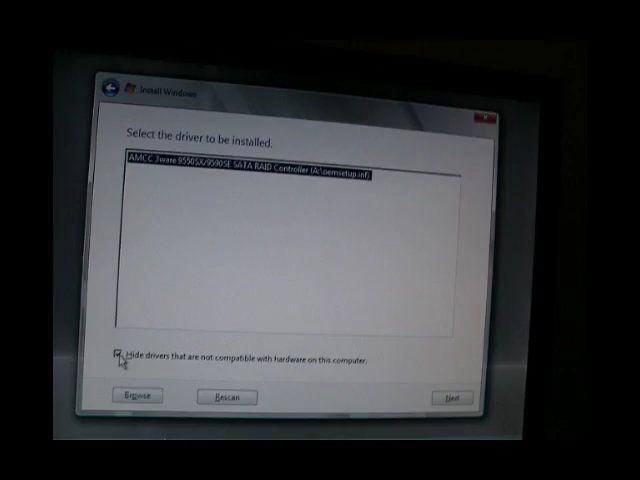 Install Windows
Select the driver to be installed.
AMCC 3ware 9550SX/9590SE SATA RAID Controller (A:\oemsetup.inf)
Hide drivers that are not compatible with hardware on this computer.
Browse
Rescan
Next